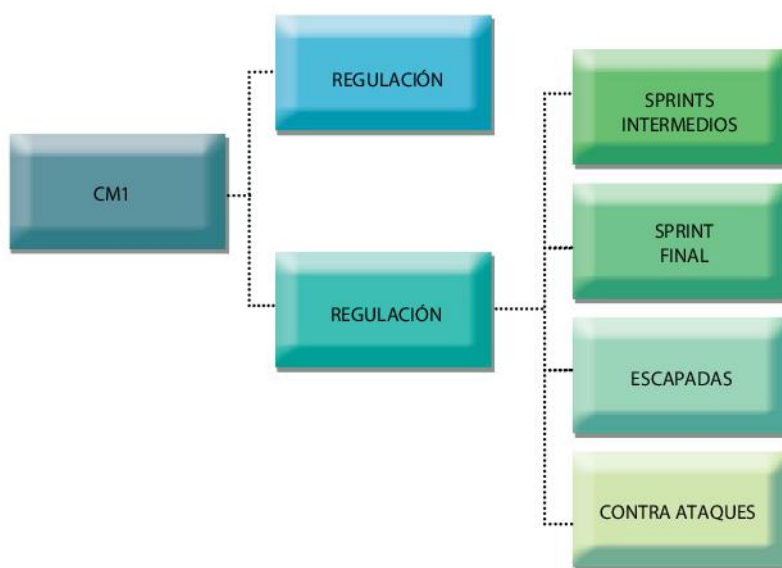 REGULACIÓN
CM1
REGULACIÓN
SPRINTS
INTERMEDIOS
SPRINT
FINAL
ESCAPADAS
CONTRA ATAQUES